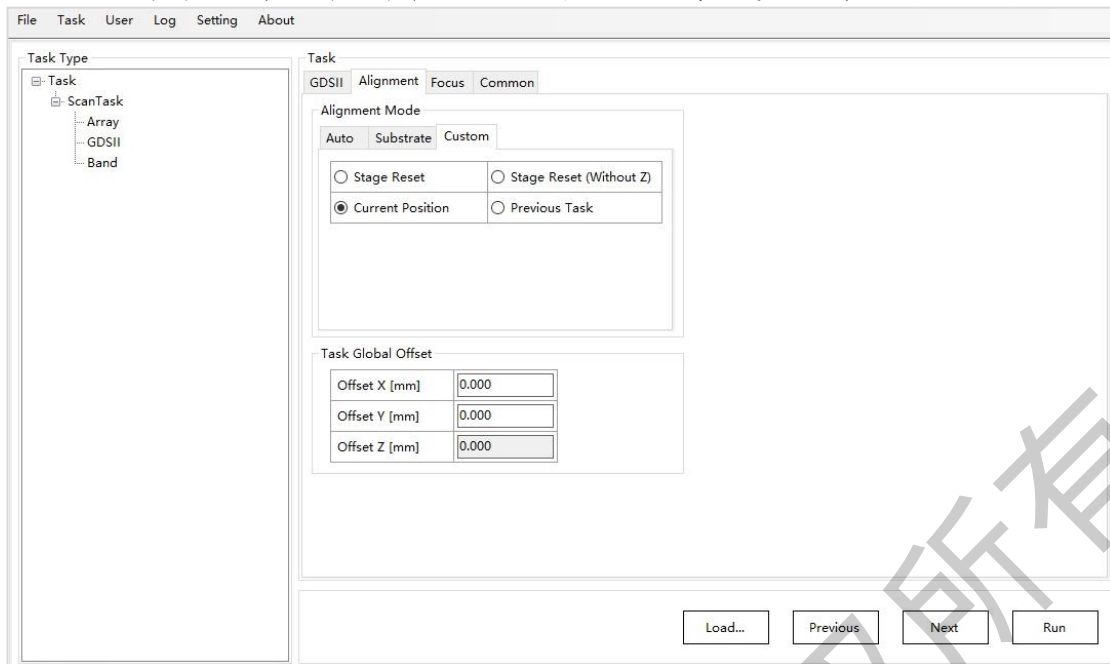 File Task User Log Setting About
Task Type
Task
ScanTask
Array
GDSII
Band
Task
GDSII Alignment Focus Common
Alignment Mode
Auto Substrate Custom
Stage Reset Stage Reset (Without Z)
Current Position Previous Task
Task Global Offset
Offset X [mm] 0.000
Offset Y [mm] 0.000
Offset Z [mm] 0.000
Load... Previous Next Run
所有